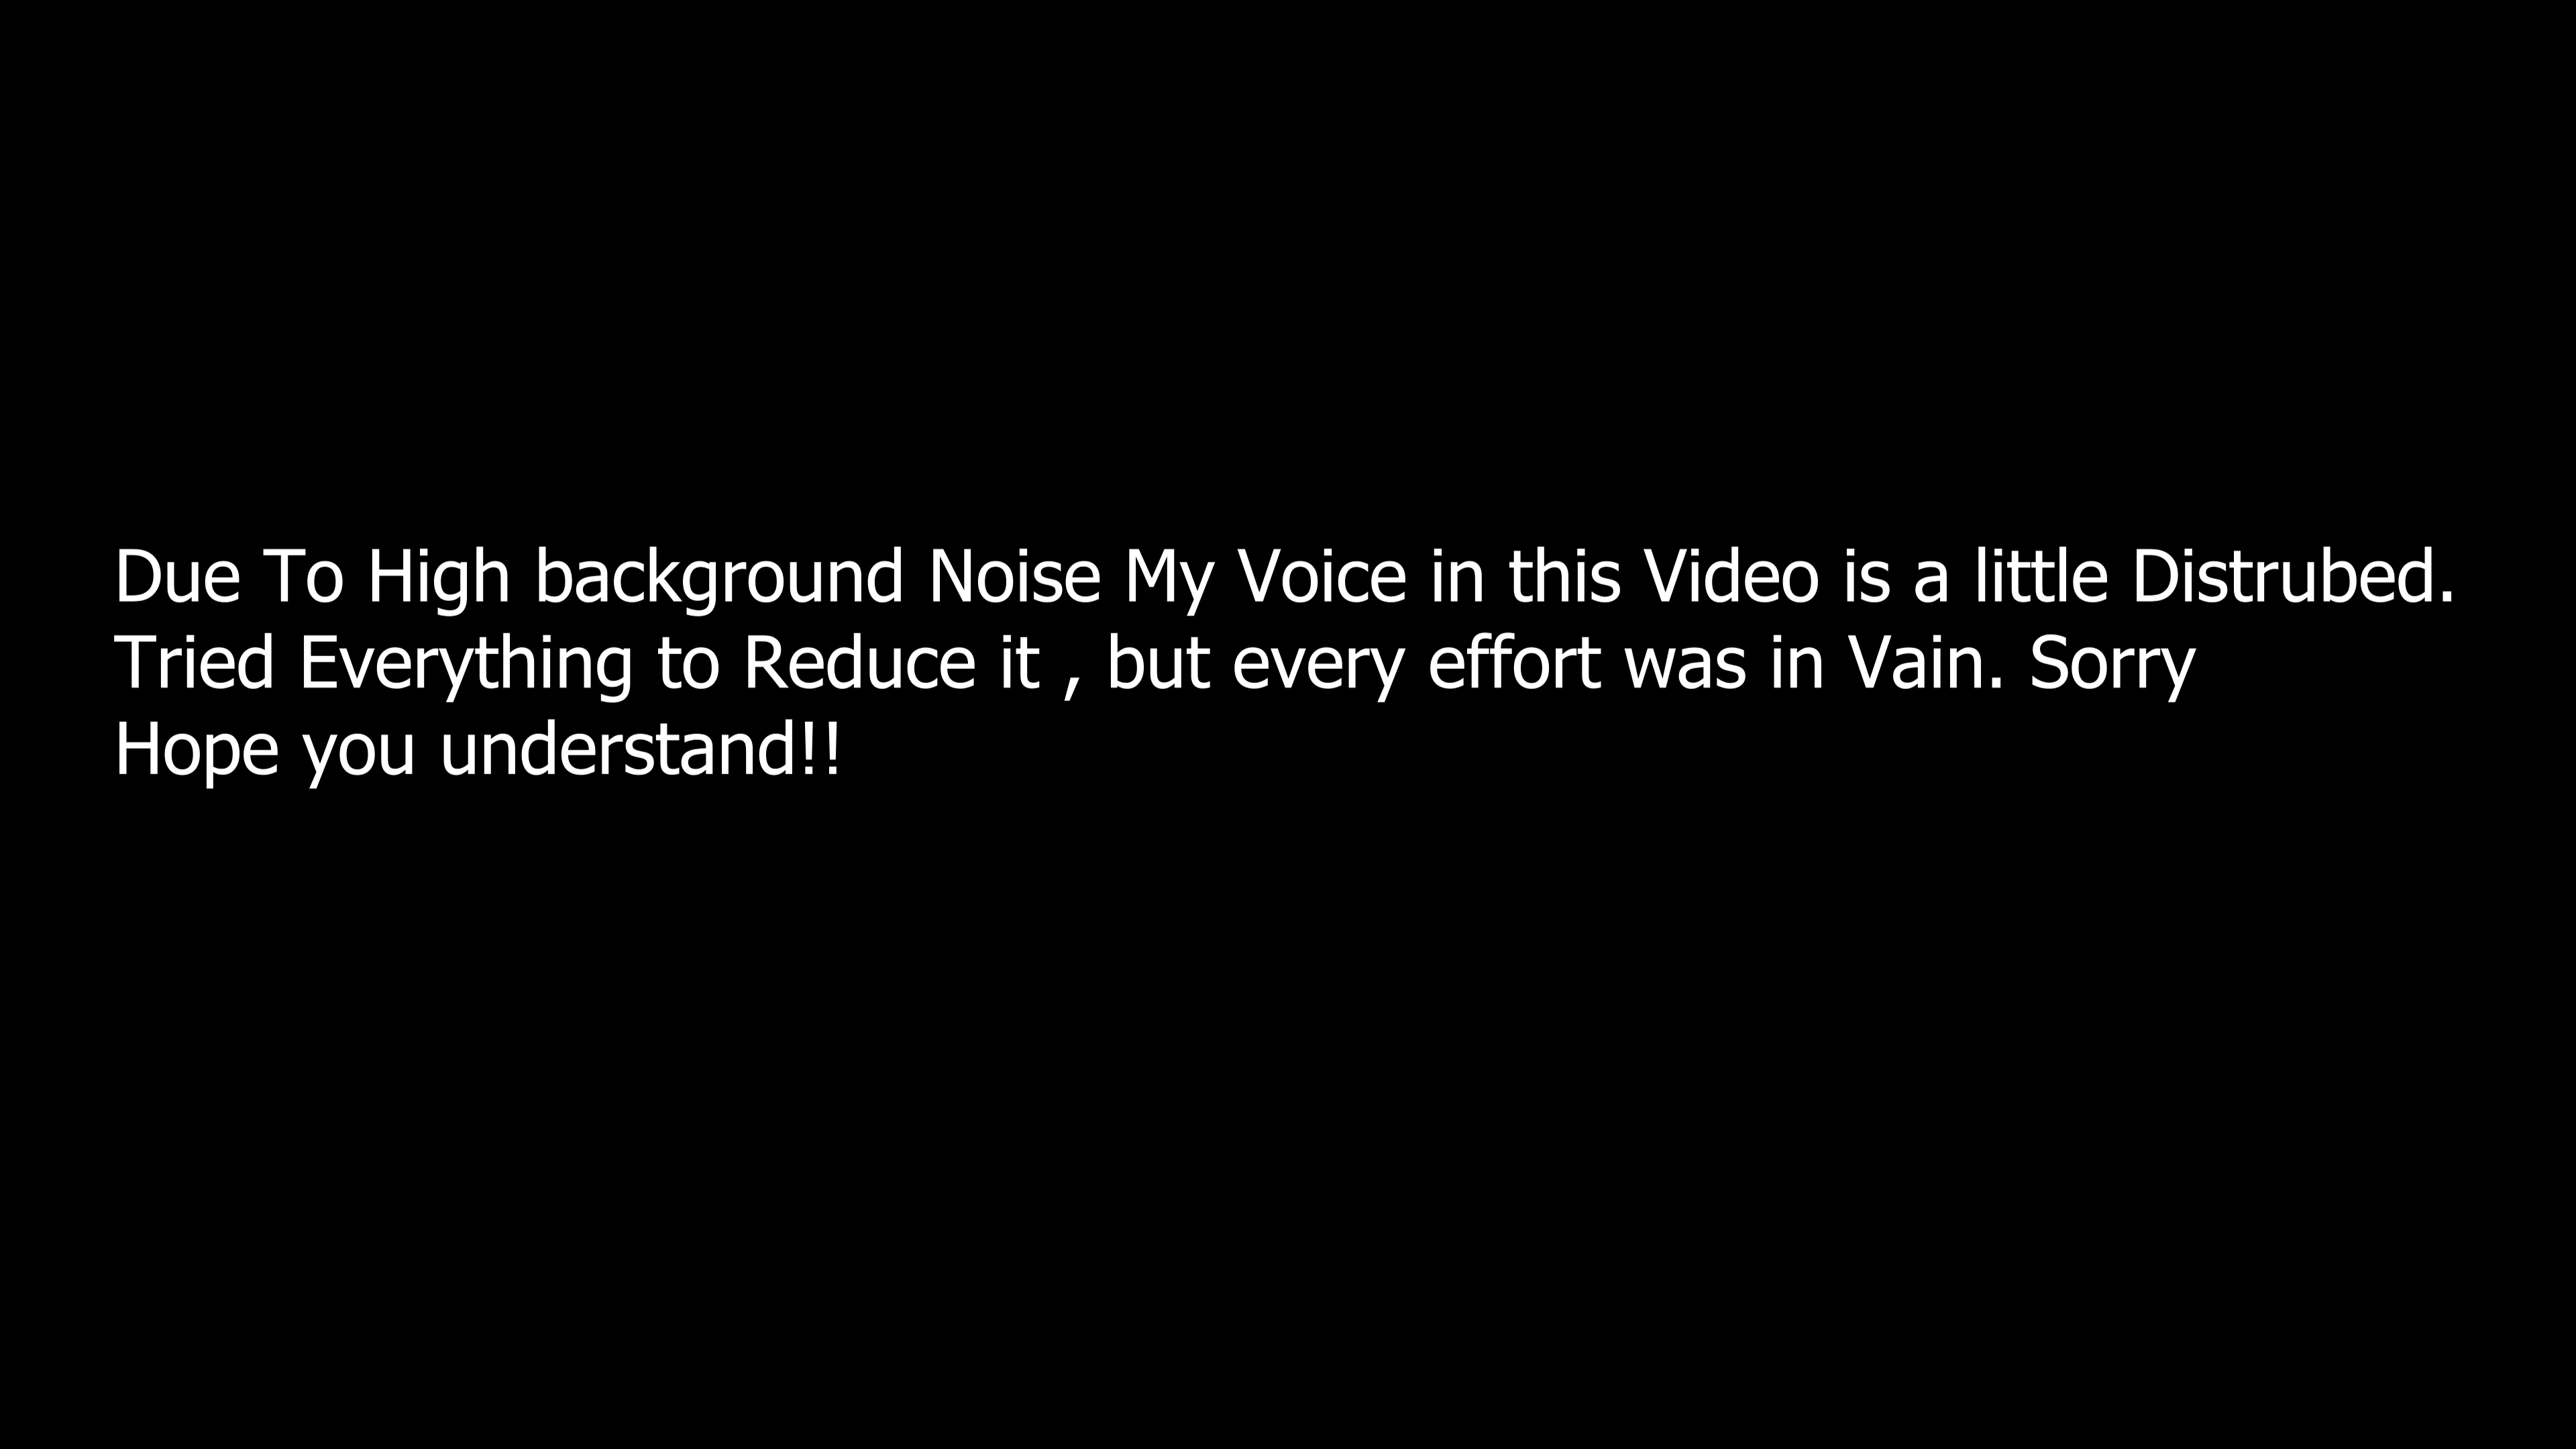 Due To High background Noise My Voice in this Video is a little Distrubed.
Tried Everything to Reduce it , but every effort was in Vain. Sorry
Hope you understand!!